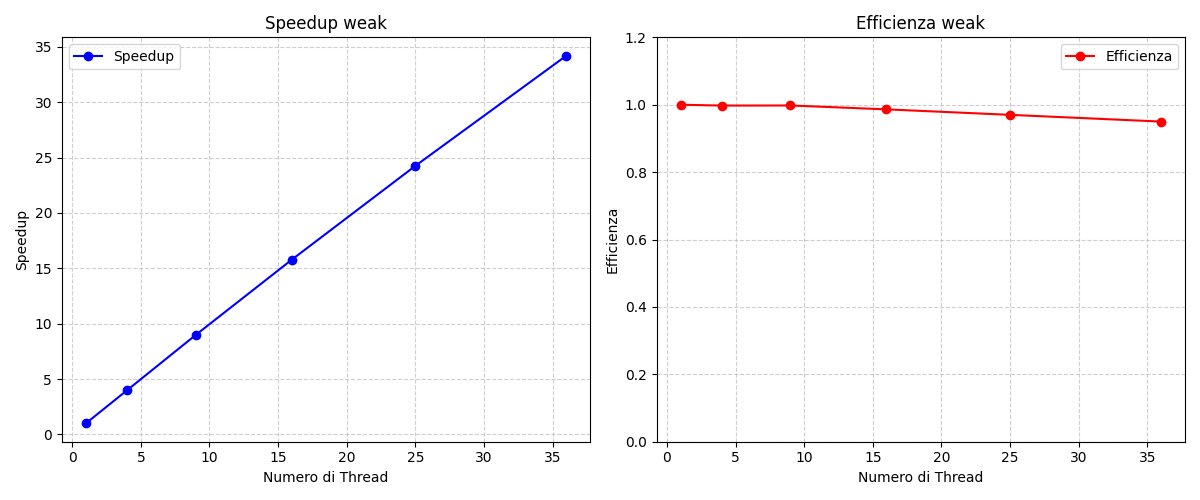 Speedup weak
Speedup
35
30
25
20
15
10
5
0
Speedup
0 5 10 15 20 25 30 35
Numero di Thread
Efficienza weak
Efficienza
1.2
1.0
0.8
0.6
0.4
0.2
0.0
Efficienza
0 5 10 15 20 25 30 35
Numero di Thread